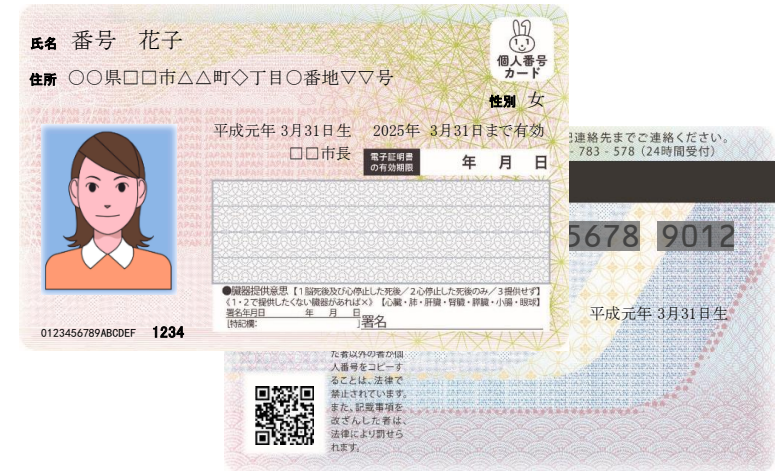 氏名 番号 花子
個人番号
カード
住所 ○○県□□市△△町◇丁目○番地▽▽号
性別 女
平成元年 3月31日生 2025年 3月31日まで有効
□□市長
電子証明書
の有効期限
年 月 日
●臓器提供意思【1脳死後及び心停止した死後／2心停止した死後のみ／3提供せず】
《1・2で提供したくない臓器があれば×》【心臓・肺・肝臓・腎臓・膵臓・小腸・眼球】
署名年月日 年 月 日
[特記欄: ]署名
0123456789ABCDEF 1234
連絡先までご連絡ください。
- 783 - 578（24時間受付）
5678 9012
平成元年 3月31日生
た者以外の者が個
人番号をコピーす
ることは、法律で
禁止されています。
また、記載事項を
改ざんした者は、
法律により罰せら
れます。